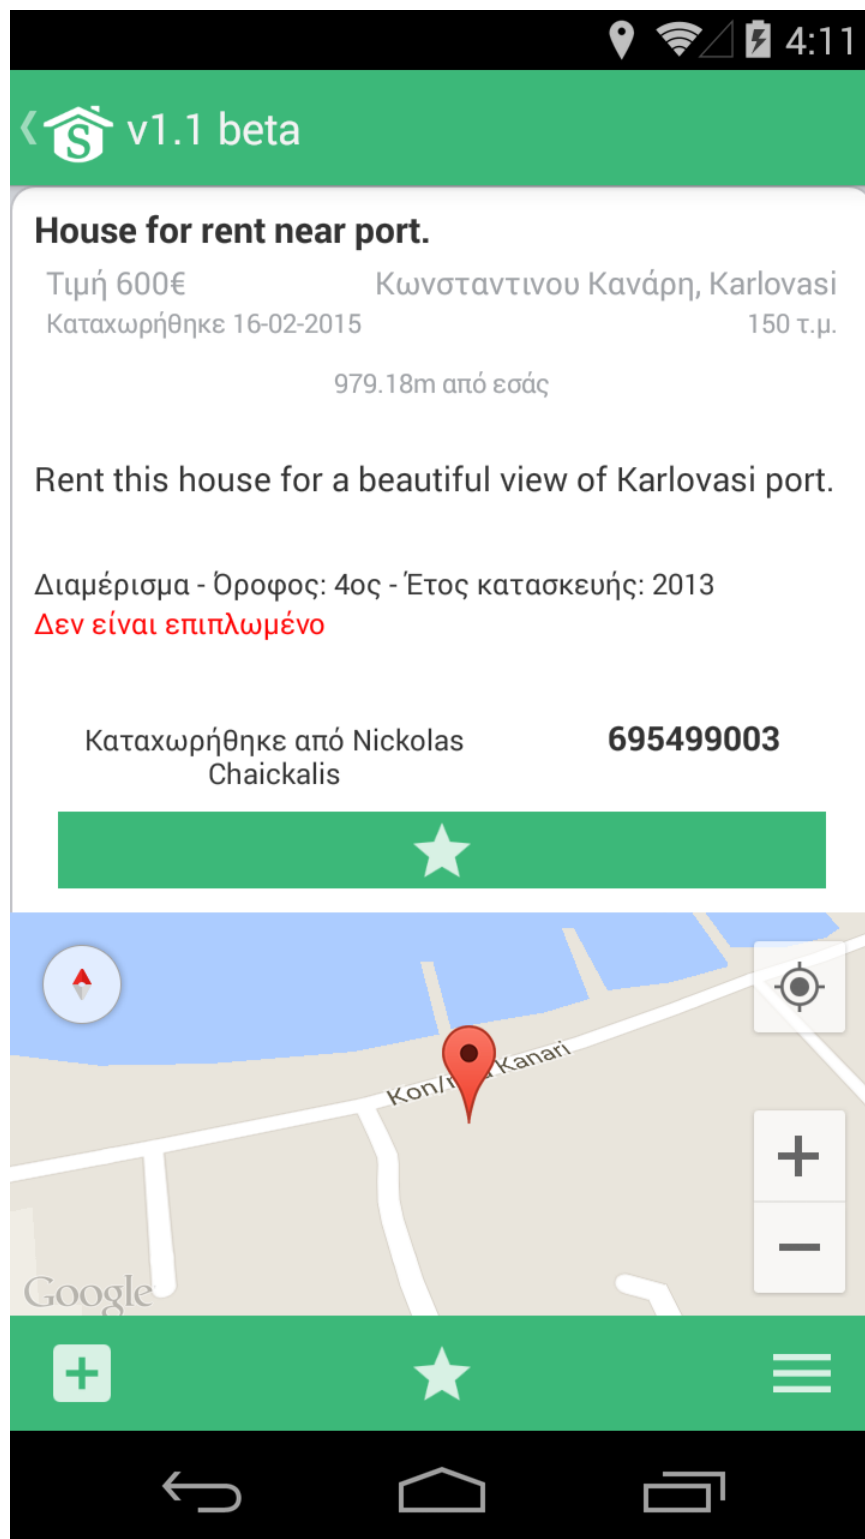 4:11
S v1.1 beta
House for rent near port.
Τιμή 600€ Κωνσταντινου Κανάρη, Karlovasi
Καταχωρήθηκε 16-02-2015 150 τ.μ.
979.18m από εσάς
Rent this house for a beautiful view of Karlovasi port.
Διαμέρισμα - Όροφος: 4ος - Έτος κατασκευής: 2013
Δεν είναι επιπλωμένο
Καταχωρήθηκε από Nickolas 695499003
Chaickalis
Kanari
Google